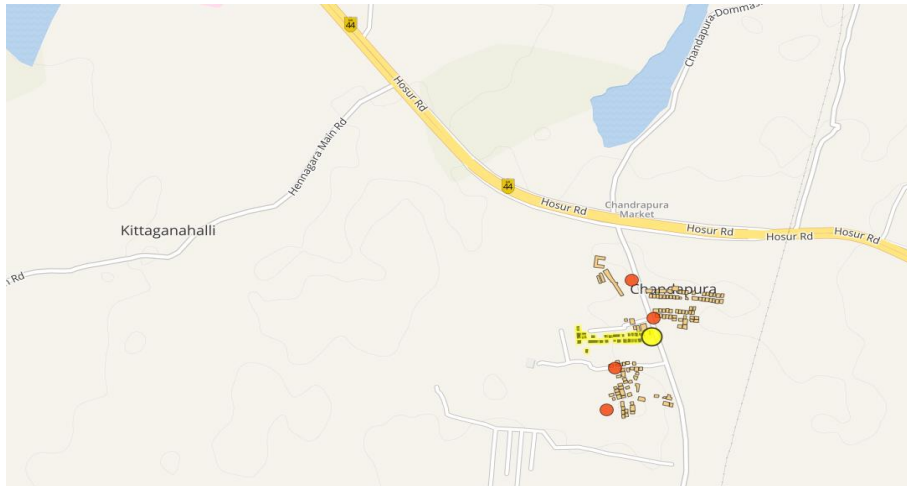 44
Chandapura-Dommas
Hosur Rd
Hennagara Main Rd
44
Hosur Rd
Chandrapura
Market
Hosur Rd
Hosur Rd
Hosur Rd
Kittaganahalli
Rd
Chandapura